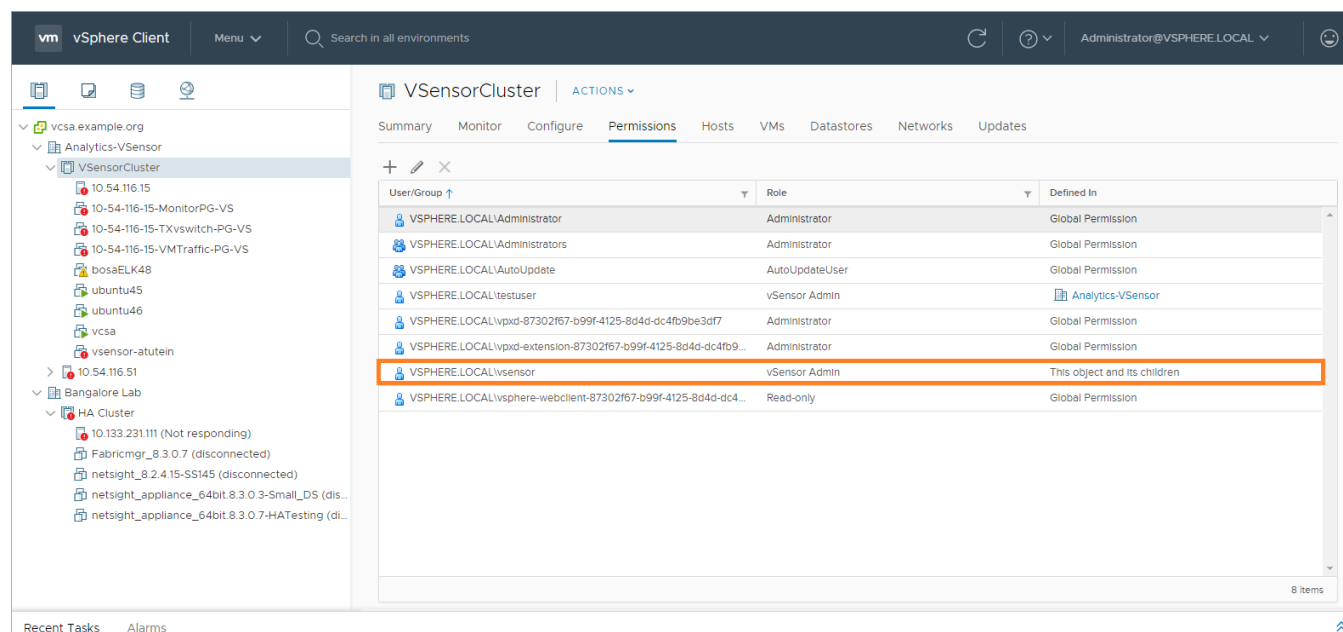 vm vSphere Client Menu Search in all environments Administrator@VSPHERE.LOCAL
vcsa.example.org
Analytics-VSensor
VSensorCluster
10.54.116.15
10-54-116-15-MonitorPG-VS
10-54-116-15-TXvswitch-PG-VS
10-54-116-15-VMTraffic-PG-VS
bosaELK48
ubuntu45
ubuntu46
vcsa
vsensor-atutein
10.54.116.51
Bangalore Lab
HA Cluster
10.133.231.111 (Not responding)
Fabricmgr_8.3.0.7 (disconnected)
netsight_8.2.4.15-SS145 (disconnected)
netsight_appliance_64bit.8.3.0.3-Small_DS (dis...
netsight_appliance_64bit.8.3.0.7-HATesting (di...
VSensorCluster ACTIONS
Summary Monitor Configure Permissions Hosts VMs Datastores Networks Updates
User/Group Role Defined In
VSPHERE.LOCAL\Administrator Administrator Global Permission
VSPHERE.LOCAL\Administrators Administrator Global Permission
VSPHERE.LOCAL\AutoUpdate AutoUpdateUser Global Permission
VSPHERE.LOCAL\testuser vSensor Admin Analytics-VSensor
VSPHERE.LOCAL\vpxd-87302f67-b99f-4125-8d4d-dc4fb9be3df7 Administrator Global Permission
VSPHERE.LOCAL\vpxd-extension-87302f67-b99f-4125-8d4d-dc4fb9... Administrator Global Permission
VSPHERE.LOCAL\vsensor vSensor Admin This object and its children
VSPHERE.LOCAL\vsphere-webclient-87302f67-b99f-4125-8d4d-dc4... Read-only Global Permission
8 items
Recent Tasks Alarms